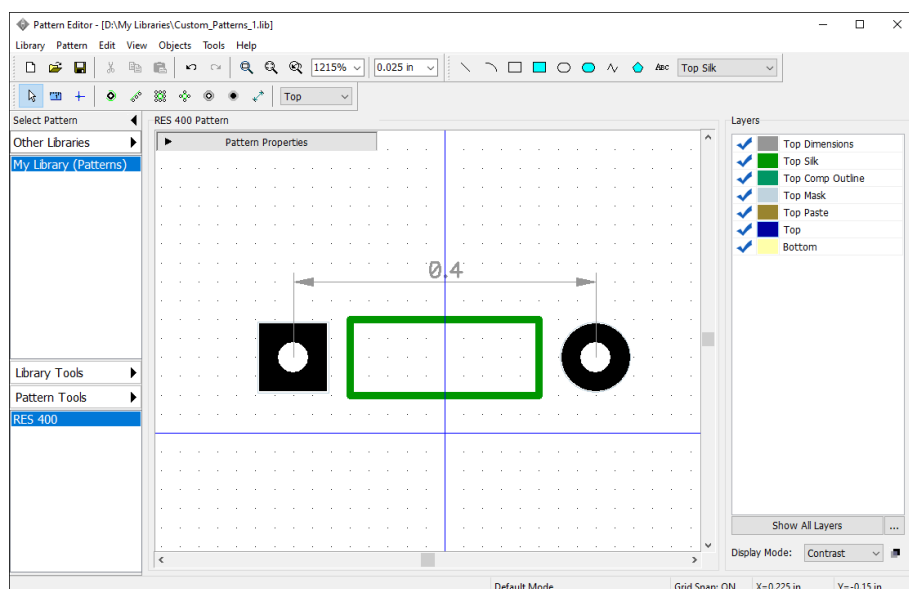 Pattern Editor - [D:\My Libraries\Custom_Patterns_1.lib]
Library Pattern Edit View Objects Tools Help
1215% 0.025 in ABC Top Silk
Top
Select Pattern
Other Libraries
My Library (Patterns)
Library Tools
Pattern Tools
RES 400
RES 400 Pattern
Pattern Properties
0.4
Layers
Top Dimensions
Top Silk
Top Comp Outline
Top Mask
Top Paste
Top
Bottom
Show All Layers ...
Display Mode: Contrast
Default Mode Grid Snap: ON X=0.225 in Y=-0.15 in